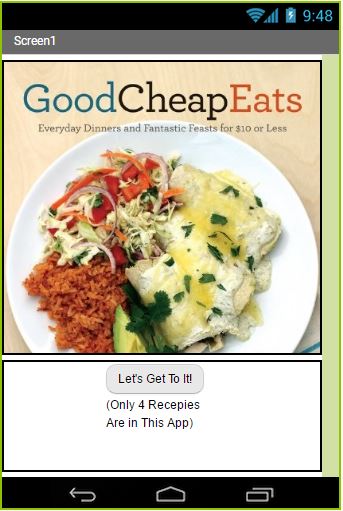 9:48
Screen1
GoodCheapEats
Everyday Dinners and Fantastic Feasts for $10 or Less
Let's Get To It!
(Only 4 Recepies
Are in This App)